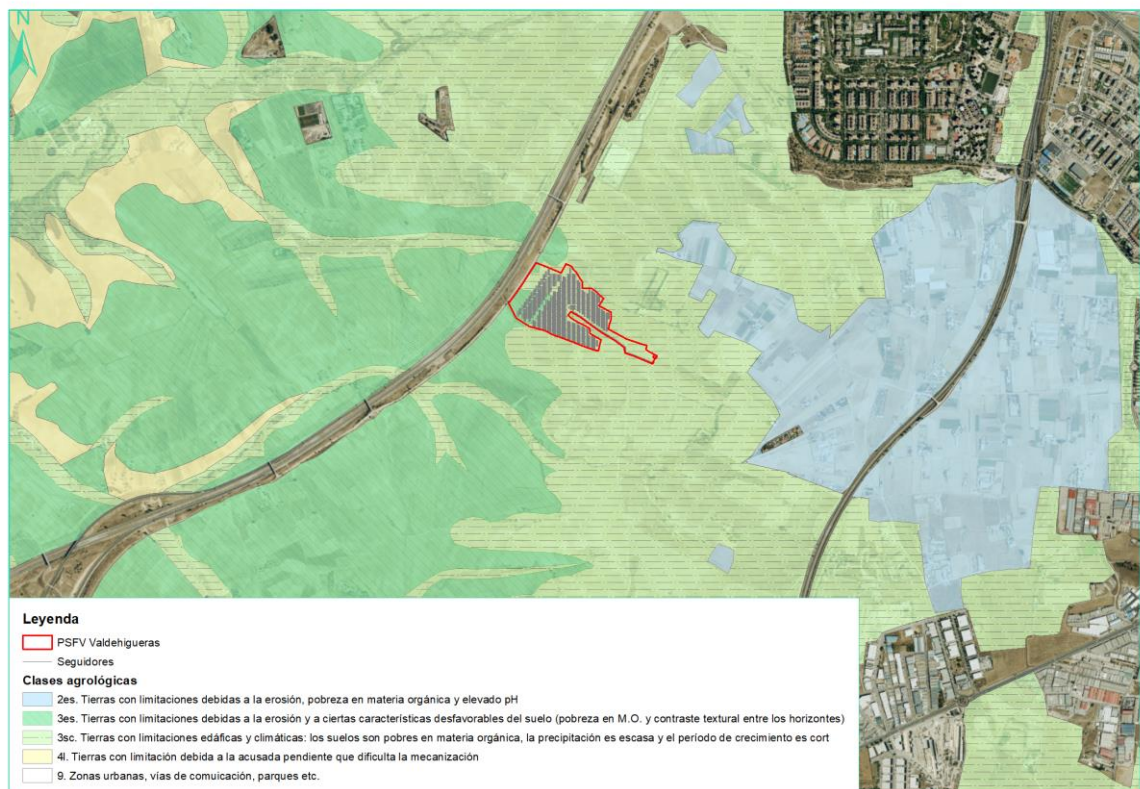 N
Leyenda
PSFV Valdehigueras
Seguidores
Clases agrológicas
2es. Tierras con limitaciones debidas a la erosión, pobreza en materia orgánica y elevado pH
3es. Tierras con limitaciones debidas a la erosión y a ciertas características desfavorables del suelo (pobreza en M.O. y contraste textural entre los horizontes)
3sc. Tierras con limitaciones edáficas y climáticas: los suelos son pobres en materia orgánica, la precipitación es escasa y el período de crecimiento es cort
4l. Tierras con limitación debida a la acusada pendiente que dificulta la mecanización
9. Zonas urbanas, vías de comuicación, parques etc.